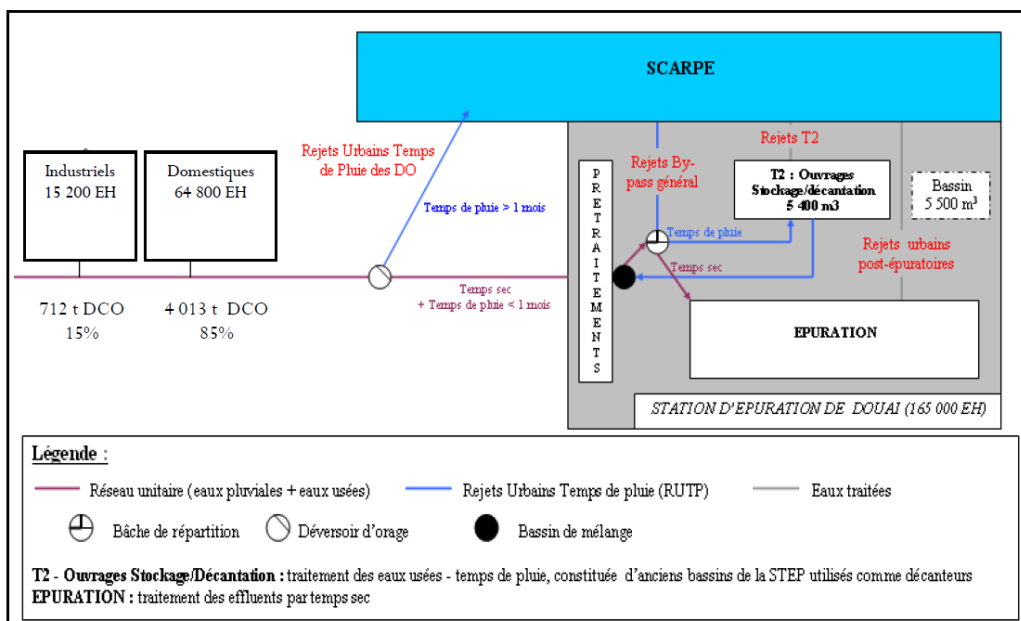 SCARPE
Industriels
15 200 EH
Domestiques
64 800 EH
Rejets Urbains Temps
de Pluie des DO
Temps de pluie > 1 mois
Temps sec
+ Temps de pluie < 1 mois
712 t DCO
15%
4 013 t DCO
85%
PRETRAITEMENTS
Rejets By-
pass général
Rejets T2
T2 : Ouvrages
Stockage/décantation
5 400 m3
Bassin
5 500 m³
Temps de pluie
Temps sec
Rejets urbains
post-épuratoires
EPURATION
STATION D'EPURATION DE DOUAI (165 000 EH)
Légende :
Réseau unitaire (eaux pluviales + eaux usées)
Rejets Urbains Temps de pluie (RUTP)
Eaux traitées
Bâche de répartition
Déversoir d'orage
Bassin de mélange
T2 - Ouvrages Stockage/Décantation : traitement des eaux usées - temps de pluie, constituée d'anciens bassins de la STEP utilisés comme décanteurs
EPURATION : traitement des effluents par temps sec